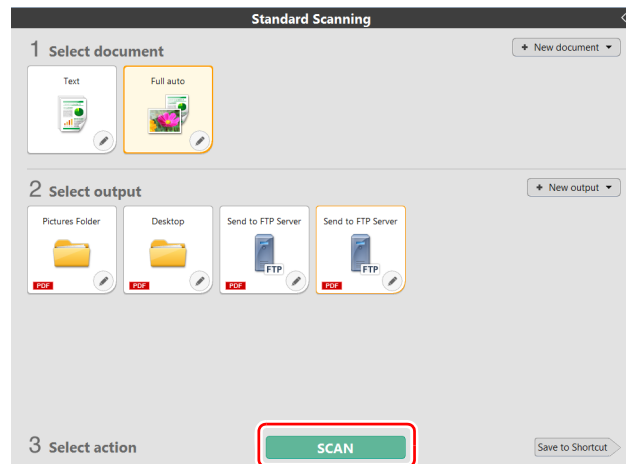 Standard Scanning
1 Select document
+ New document
Text
Full auto
2 Select output
+ New output
Pictures Folder
Desktop
Send to FTP Server
Send to FTP Server
FTP
FTP
PDF
PDF
PDF
PDF
3 Select action
SCAN
Save to Shortcut